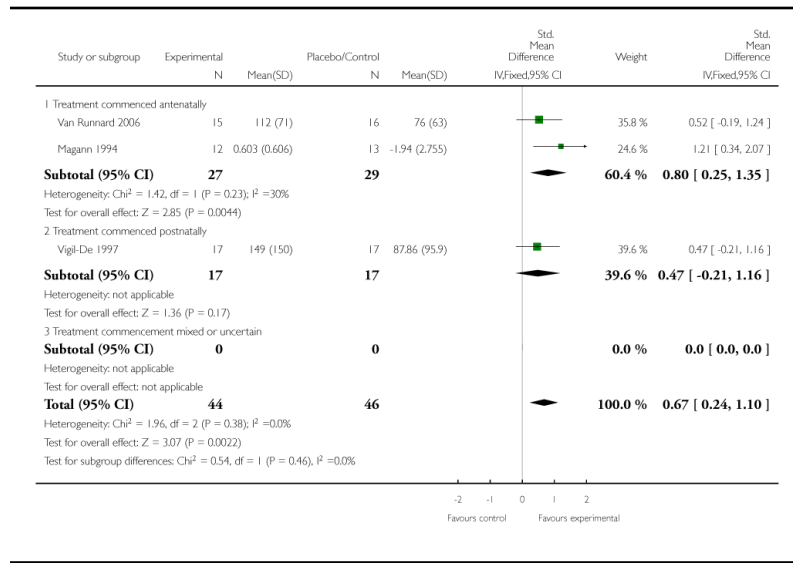 Study or subgroup Experimental Placebo/Control Std. Mean Difference Weight Std. Mean Difference
N Mean(SD) N Mean(SD) IV,Fixed,95% CI IV,Fixed,95% CI
1 Treatment commenced antenatally
Van Runnard 2006 15 112 (71) 16 76 (63) 35.8 % 0.52 [ -0.19, 1.24 ]
Magann 1994 12 0.603 (0.606) 13 -1.94 (2.755) 24.6 % 1.21 [ 0.34, 2.07 ]
Subtotal (95% CI) 27 29 60.4 % 0.80 [ 0.25, 1.35 ]
Heterogeneity: Chi² = 1.42, df = 1 (P = 0.23); I² =30%
Test for overall effect: Z = 2.85 (P = 0.0044)
2 Treatment commenced postnatally
Vigil-De 1997 17 149 (150) 17 87.86 (95.9) 39.6 % 0.47 [ -0.21, 1.16 ]
Subtotal (95% CI) 17 17 39.6 % 0.47 [ -0.21, 1.16 ]
Heterogeneity: not applicable
Test for overall effect: Z = 1.36 (P = 0.17)
3 Treatment commencement mixed or uncertain
Subtotal (95% CI) 0 0 0.0 % 0.0 [ 0.0, 0.0 ]
Heterogeneity: not applicable
Test for overall effect: not applicable
Total (95% CI) 44 46 100.0 % 0.67 [ 0.24, 1.10 ]
Heterogeneity: Chi² = 1.96, df = 2 (P = 0.38); I² =0.0%
Test for overall effect: Z = 3.07 (P = 0.0022)
Test for subgroup differences: Chi² = 0.54, df = 1 (P = 0.46), I² =0.0%
-2 -1 0 1 2
Favours control Favours experimental